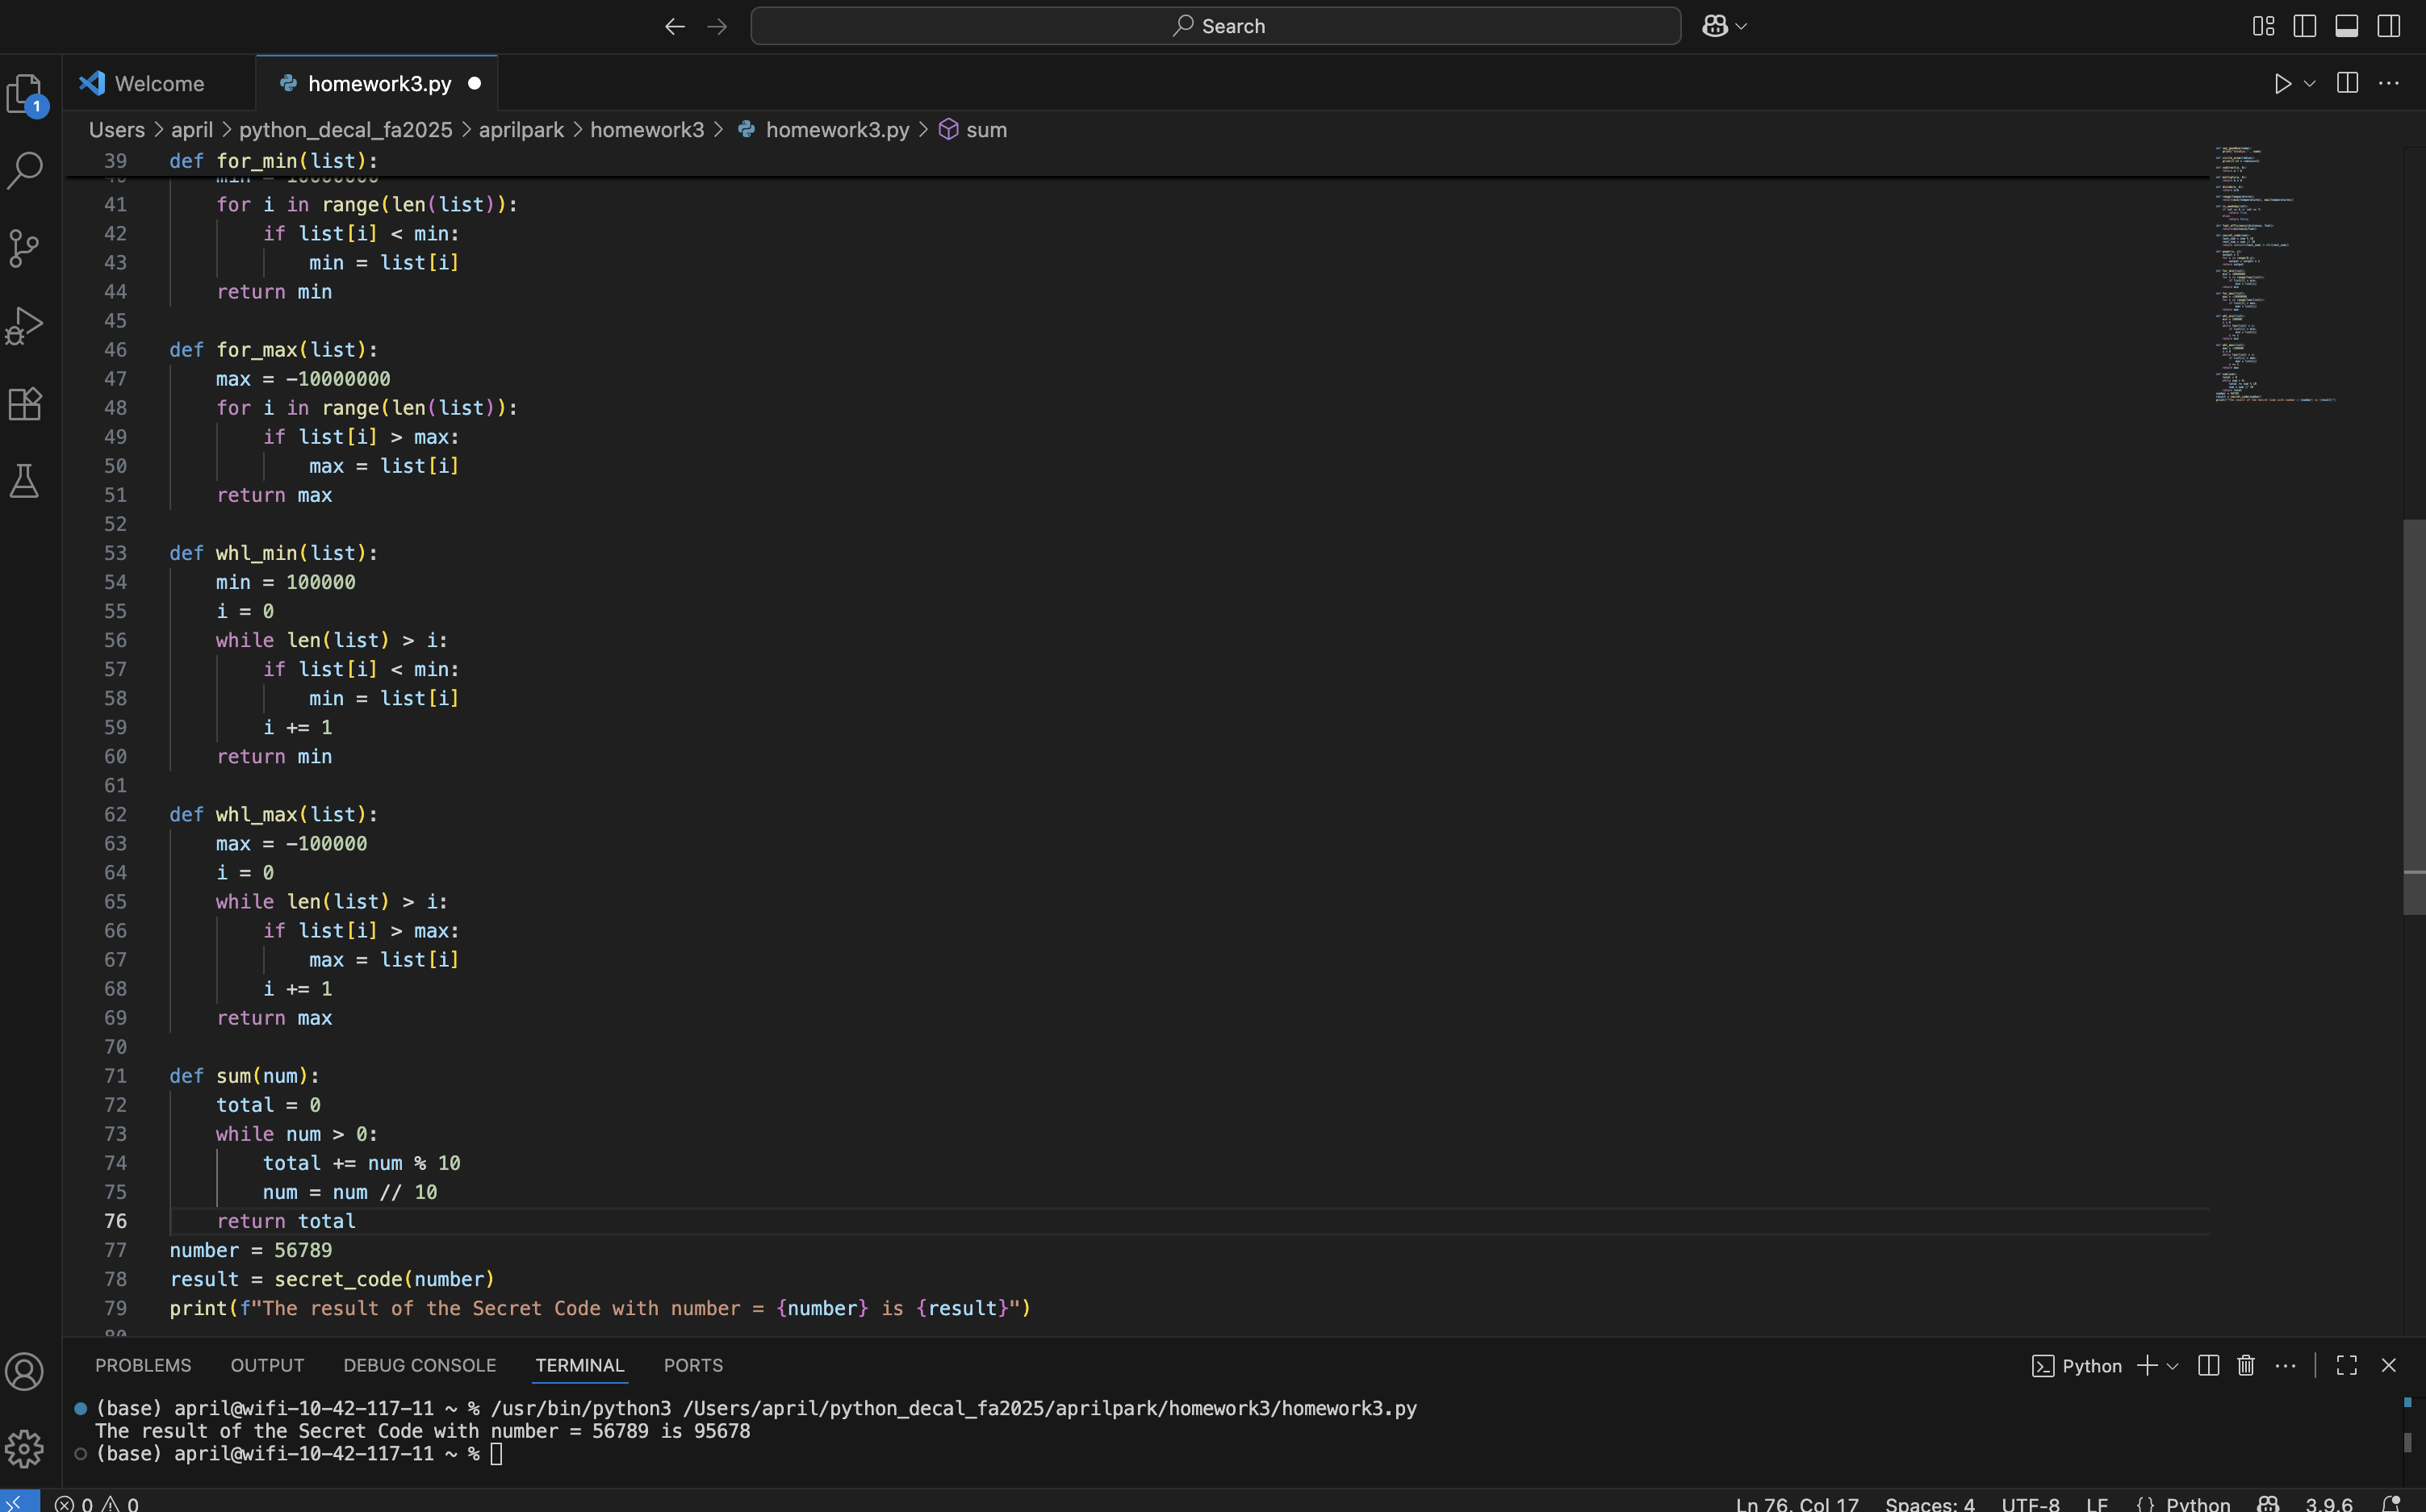 Search
1
Welcome
homework3.py
Users > april > python_decal_fa2025 > aprilpark > homework3 > homework3.py > sum
39 def for_min(list):
41 for i in range(len(list)):
42 if list[i] < min:
43 min = list[i]
44 return min
45
46 def for_max(list):
47 max = -10000000
48 for i in range(len(list)):
49 if list[i] > max:
50 max = list[i]
51 return max
52
53 def whl_min(list):
54 min = 100000
55 i = 0
56 while len(list) > i:
57 if list[i] < min:
58 min = list[i]
59 i += 1
60 return min
61
62 def whl_max(list):
63 max = -100000
64 i = 0
65 while len(list) > i:
66 if list[i] > max:
67 max = list[i]
68 i += 1
69 return max
70
71 def sum(num):
72 total = 0
73 while num > 0:
74 total += num % 10
75 num = num // 10
76 return total
77 number = 56789
78 result = secret_code(number)
79 print(f"The result of the Secret Code with number = {number} is {result}")
80
PROBLEMS OUTPUT DEBUG CONSOLE TERMINAL PORTS Python
(base) april@wifi-10-42-117-11 ~ % /usr/bin/python3 /Users/april/python_decal_fa2025/aprilpark/homework3/homework3.py
The result of the Secret Code with number = 56789 is 95678
(base) april@wifi-10-42-117-11 ~ %
0 0 Ln 76, Col 17 Spaces: 4 UTF-8 LF {} Python 3.9.6